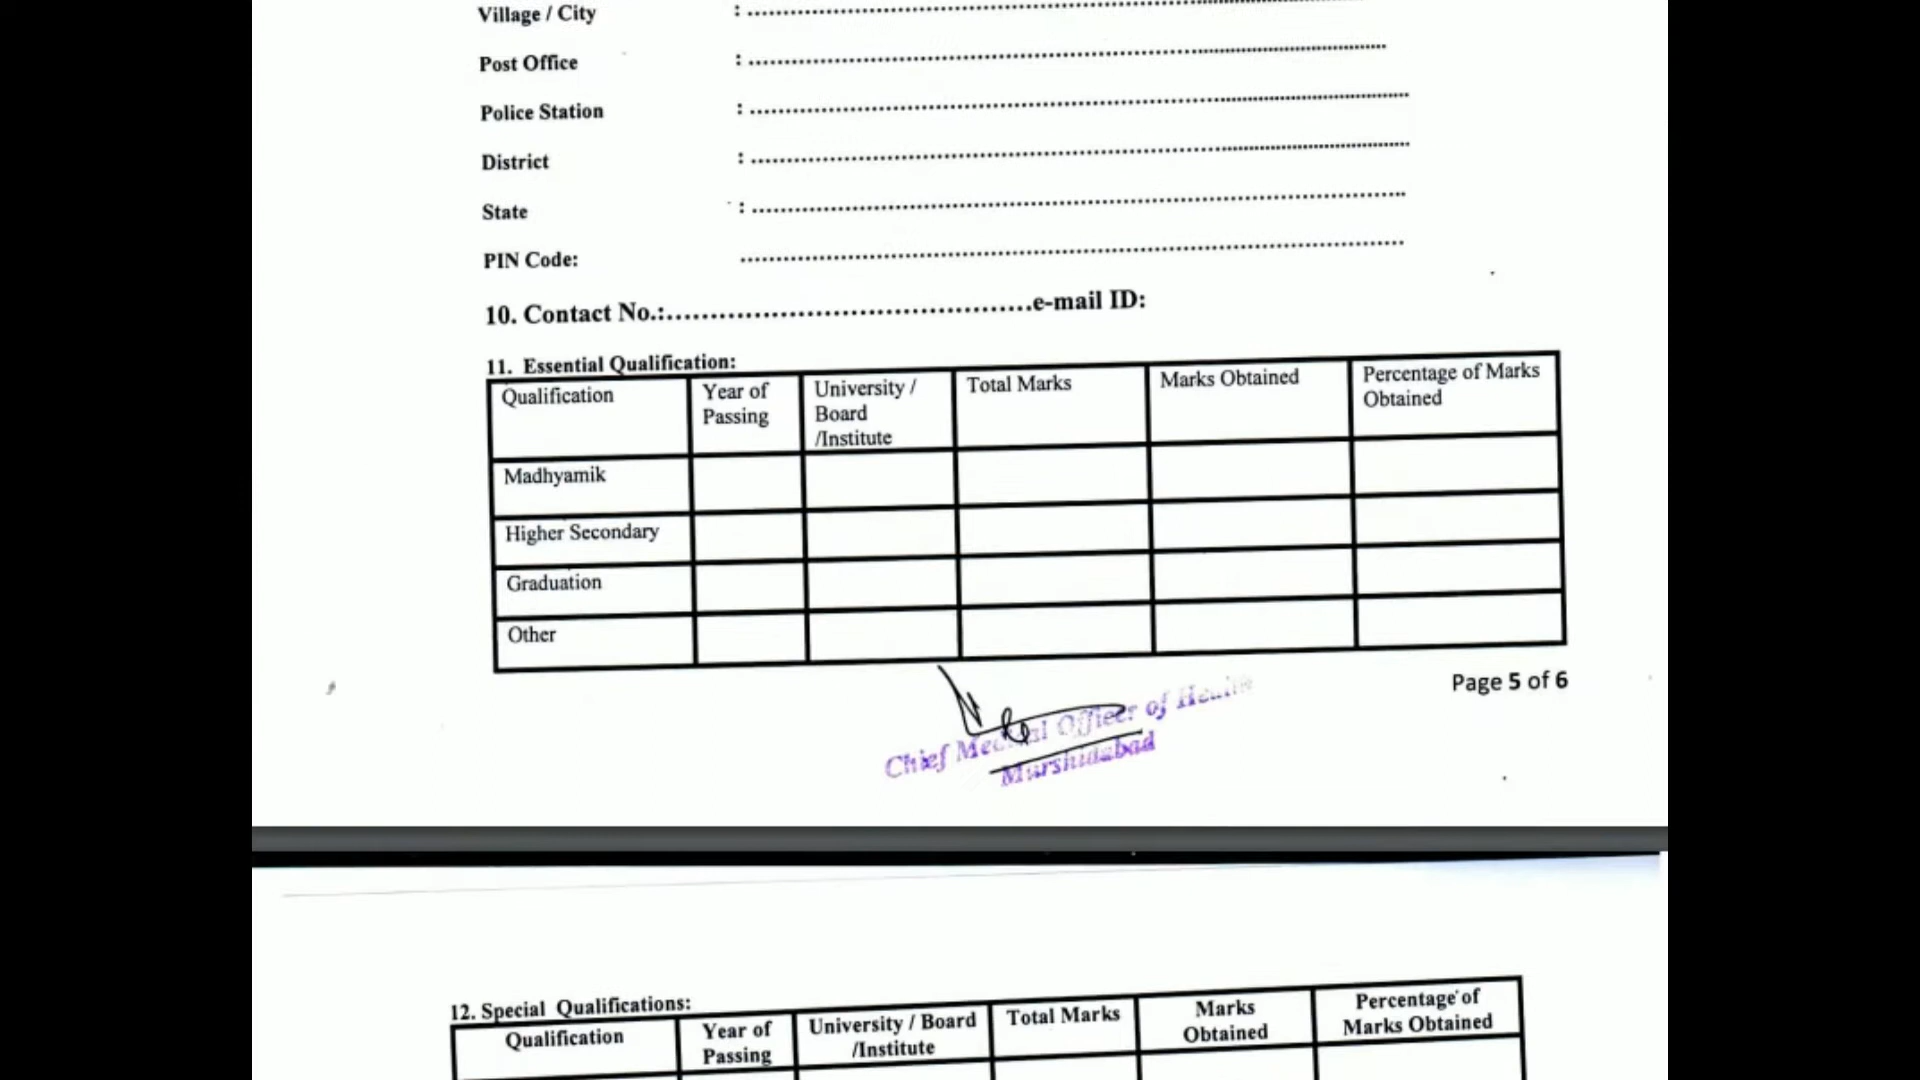 Village / City : ..........................................................
Post Office : ..........................................................
Police Station : ..........................................................
District : ..........................................................
State : ..........................................................
PIN Code: ..........................................................
10. Contact No.:..........................................e-mail ID:
11. Essential Qualification:
Qualification Year of Passing University / Board /Institute Total Marks Marks Obtained Percentage of Marks Obtained
Madhyamik
Higher Secondary
Graduation
Other
Page 5 of 6
Chief Medical Officer of Health
Murshidabad
12. Special Qualifications:
Qualification Year of Passing University / Board /Institute Total Marks Marks Obtained Percentage of Marks Obtained